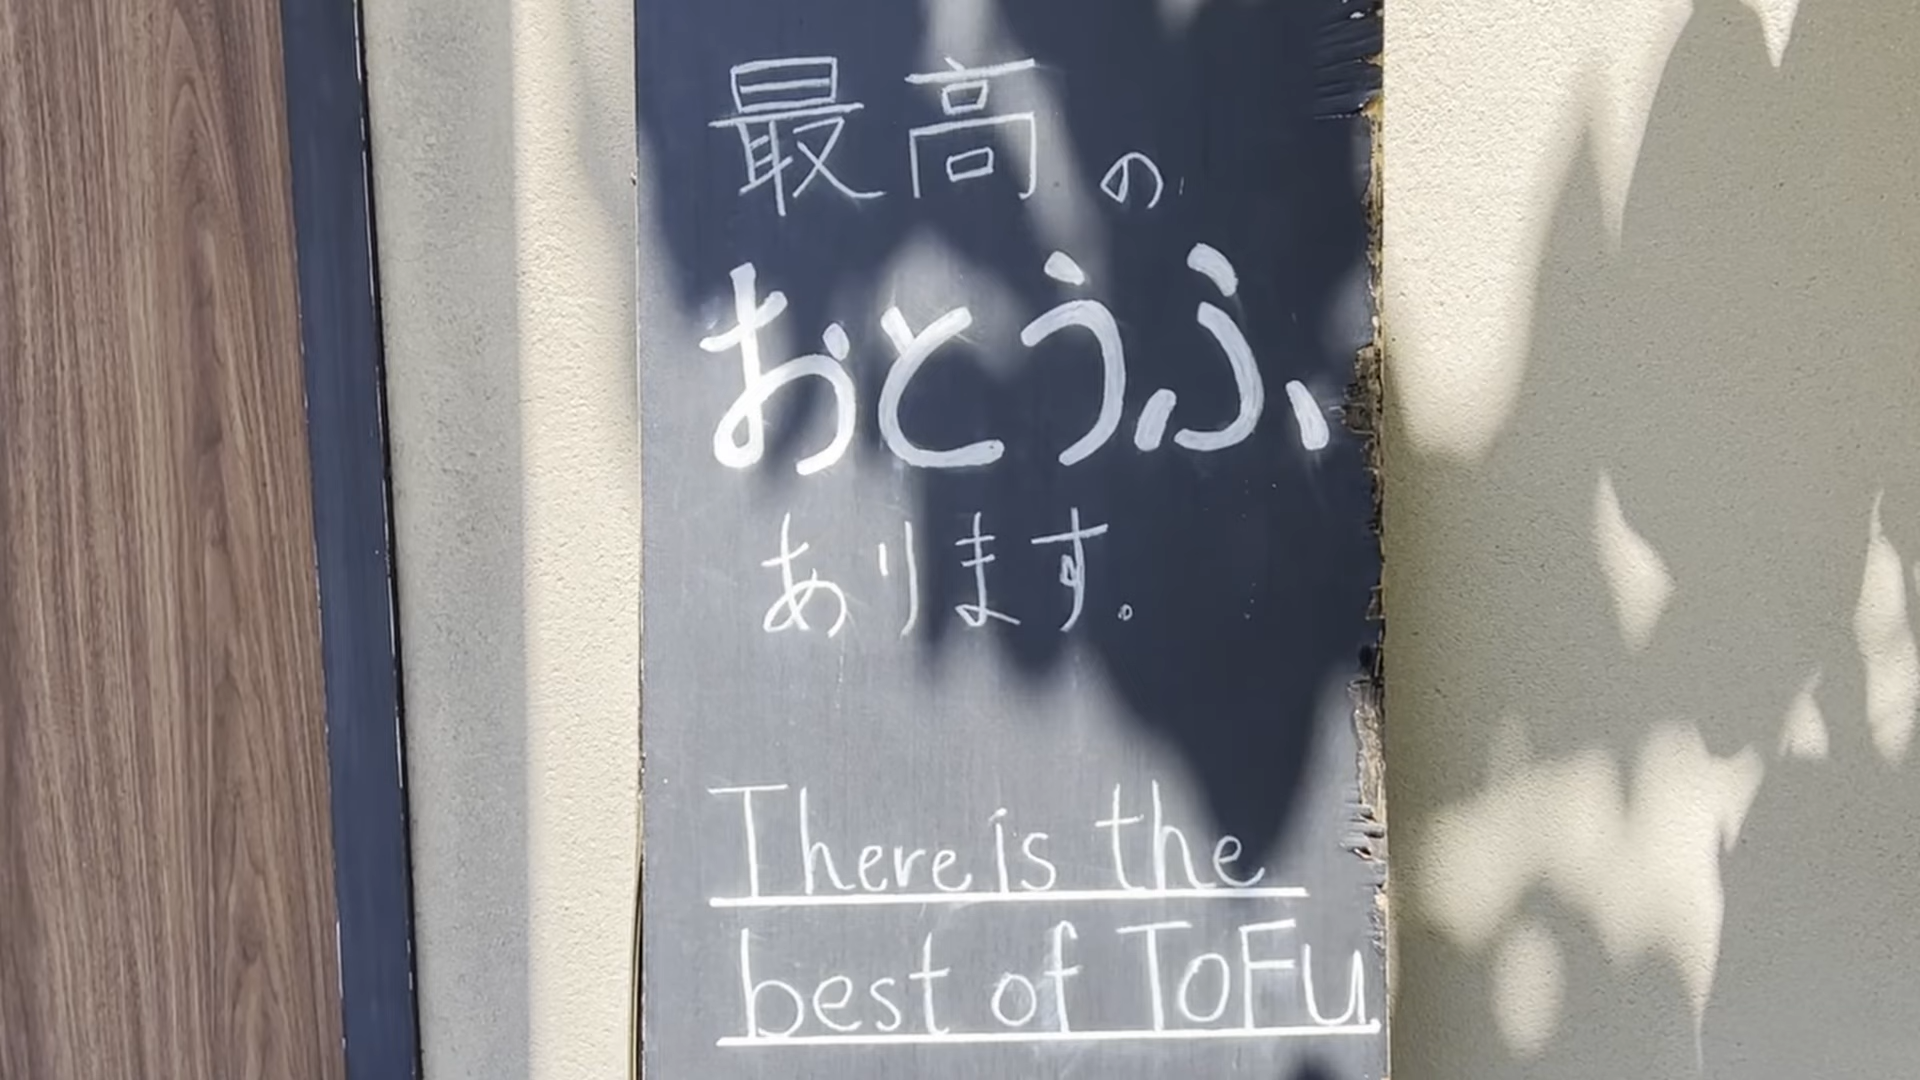 最高の
おとうふ
あります。
There is the
best of ToFu